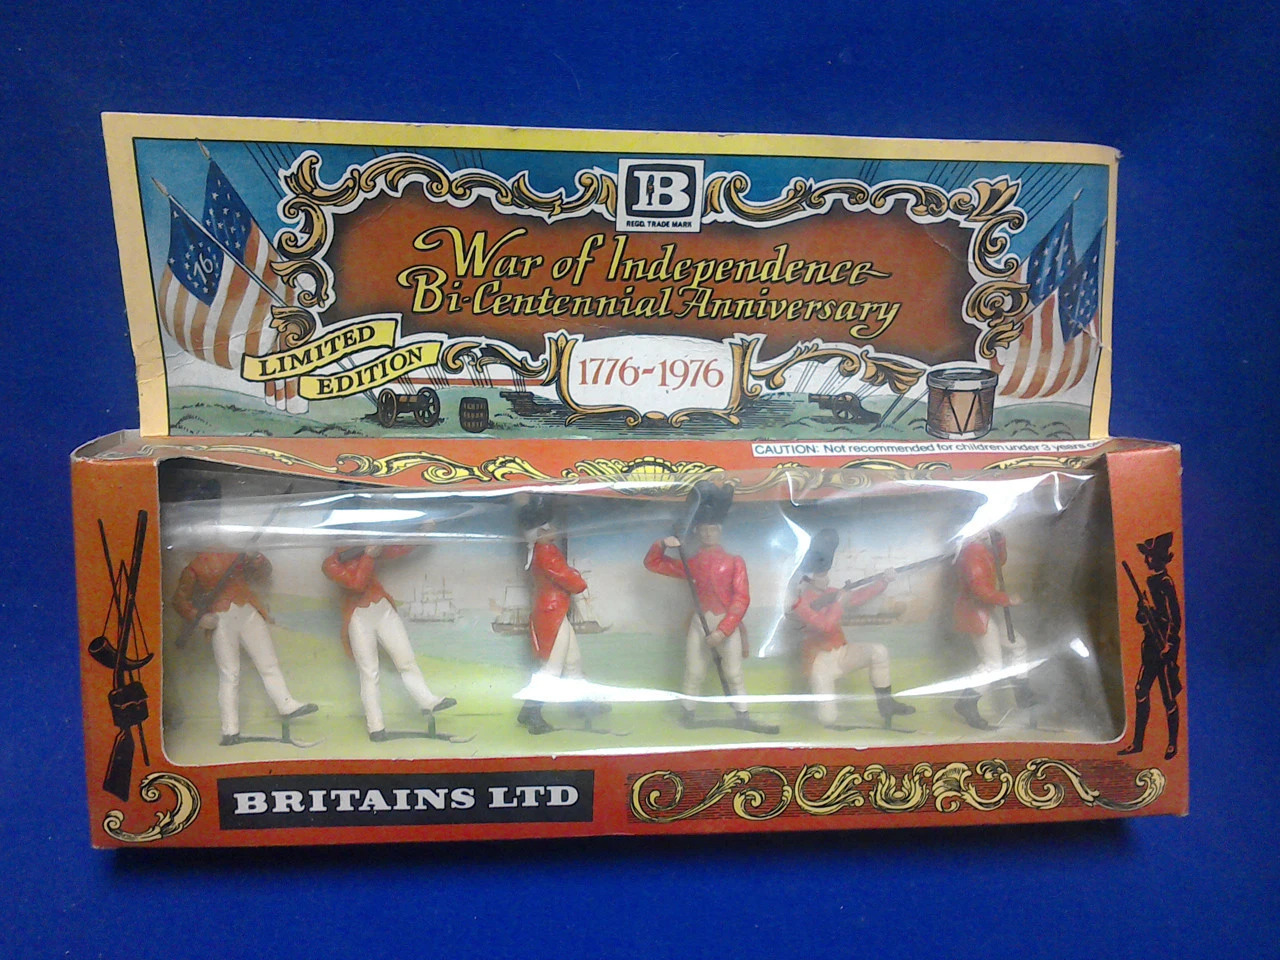 B
REGD. TRADE MARK
War of Independence
Bi-Centennial Anniversary
LIMITED
EDITION
1776-1976
76
CAUTION: Not recommended for children under 3 years
BRITAINS LTD